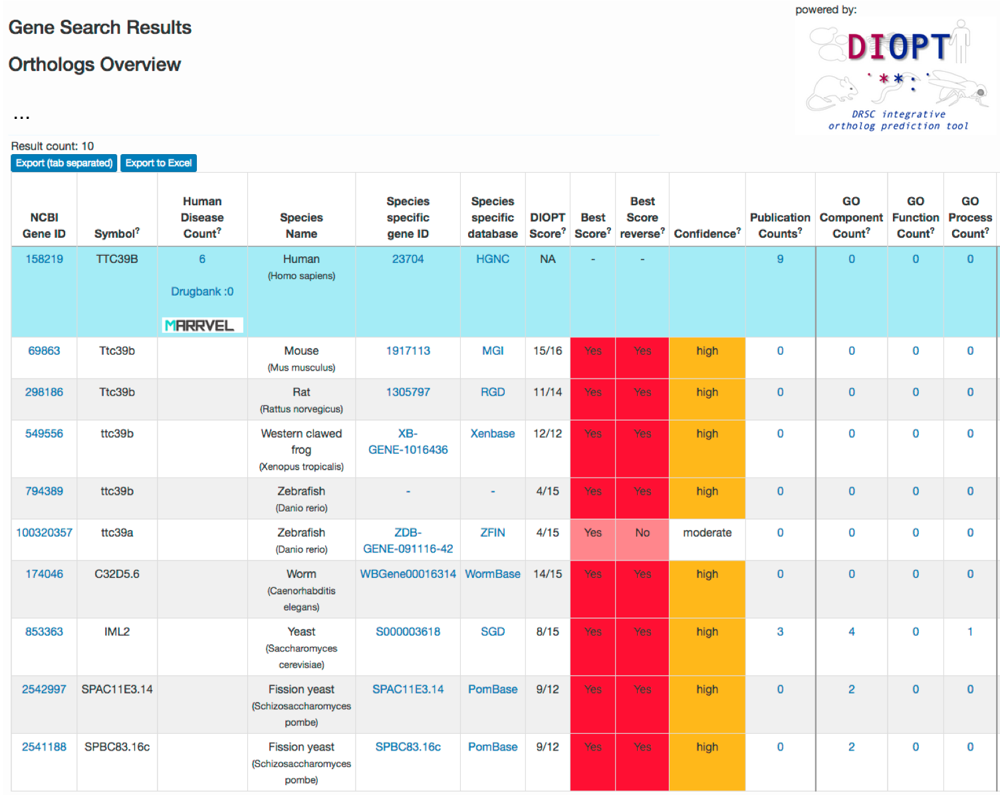 powered by:
Gene Search Results
DIOPT
Orthologs Overview
DRSC integrative
ortholog prediction tool
...
Result count: 10
Export (tab separated) Export to Excel
NCBI Gene ID Symbol? Human Disease Count? Species Name Species specific gene ID Species specific database DIOPT Score? Best Score? Best Score reverse? Confidence? Publication Counts? GO Component Count? GO Function Count? GO Process Count?
158219 TTC39B 6 Human 23704 HGNC NA - - 9 0 0 0
(Homo sapiens)
Drugbank :0
MARRVEL
69863 Ttc39b Mouse 1917113 MGI 15/16 Yes Yes high 0 0 0 0
(Mus musculus)
298186 Ttc39b Rat 1305797 RGD 11/14 Yes Yes high 0 0 0 0
(Rattus norvegicus)
549556 ttc39b Western clawed XB- Xenbase 12/12 Yes Yes high 0 0 0 0
frog GENE-1016436
(Xenopus tropicalis)
794389 ttc39b Zebrafish - - 4/15 Yes Yes high 0 0 0 0
(Danio rerio)
100320357 ttc39a Zebrafish ZDB- ZFIN 4/15 Yes No moderate 0 0 0 0
(Danio rerio) GENE-091116-42
174046 C32D5.6 Worm WBGene00016314 WormBase 14/15 Yes Yes high 0 0 0 0
(Caenorhabditis
elegans)
853363 IML2 Yeast S000003618 SGD 8/15 Yes Yes high 3 4 0 1
(Saccharomyces
cerevisiae)
2542997 SPAC11E3.14 Fission yeast SPAC11E3.14 PomBase 9/12 Yes Yes high 0 2 0 0
(Schizosaccharomyces
pombe)
2541188 SPBC83.16c Fission yeast SPBC83.16c PomBase 9/12 Yes Yes high 0 2 0 0
(Schizosaccharomyces
pombe)